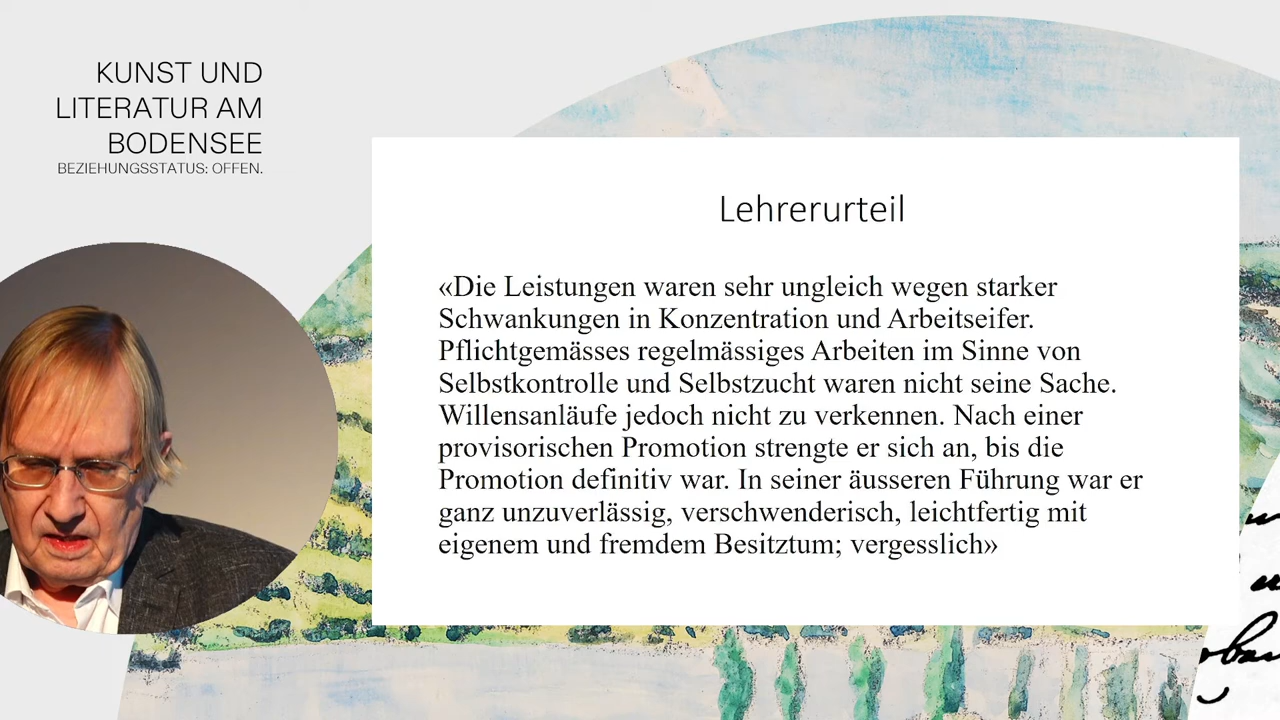 KUNST UND
LITERATUR AM
BODENSEE
BEZIEHUNGSSTATUS: OFFEN.
Lehrerurteil
«Die Leistungen waren sehr ungleich wegen starker
Schwankungen in Konzentration und Arbeitseifer.
Pflichtgemässes regelmässiges Arbeiten im Sinne von
Selbstkontrolle und Selbstzucht waren nicht seine Sache.
Willensanläufe jedoch nicht zu verkennen. Nach einer
provisorischen Promotion strengte er sich an, bis die
Promotion definitiv war. In seiner äusseren Führung war er
ganz unzuverlässig, verschwenderisch, leichtfertig mit
eigenem und fremdem Besitztum; vergesslich»